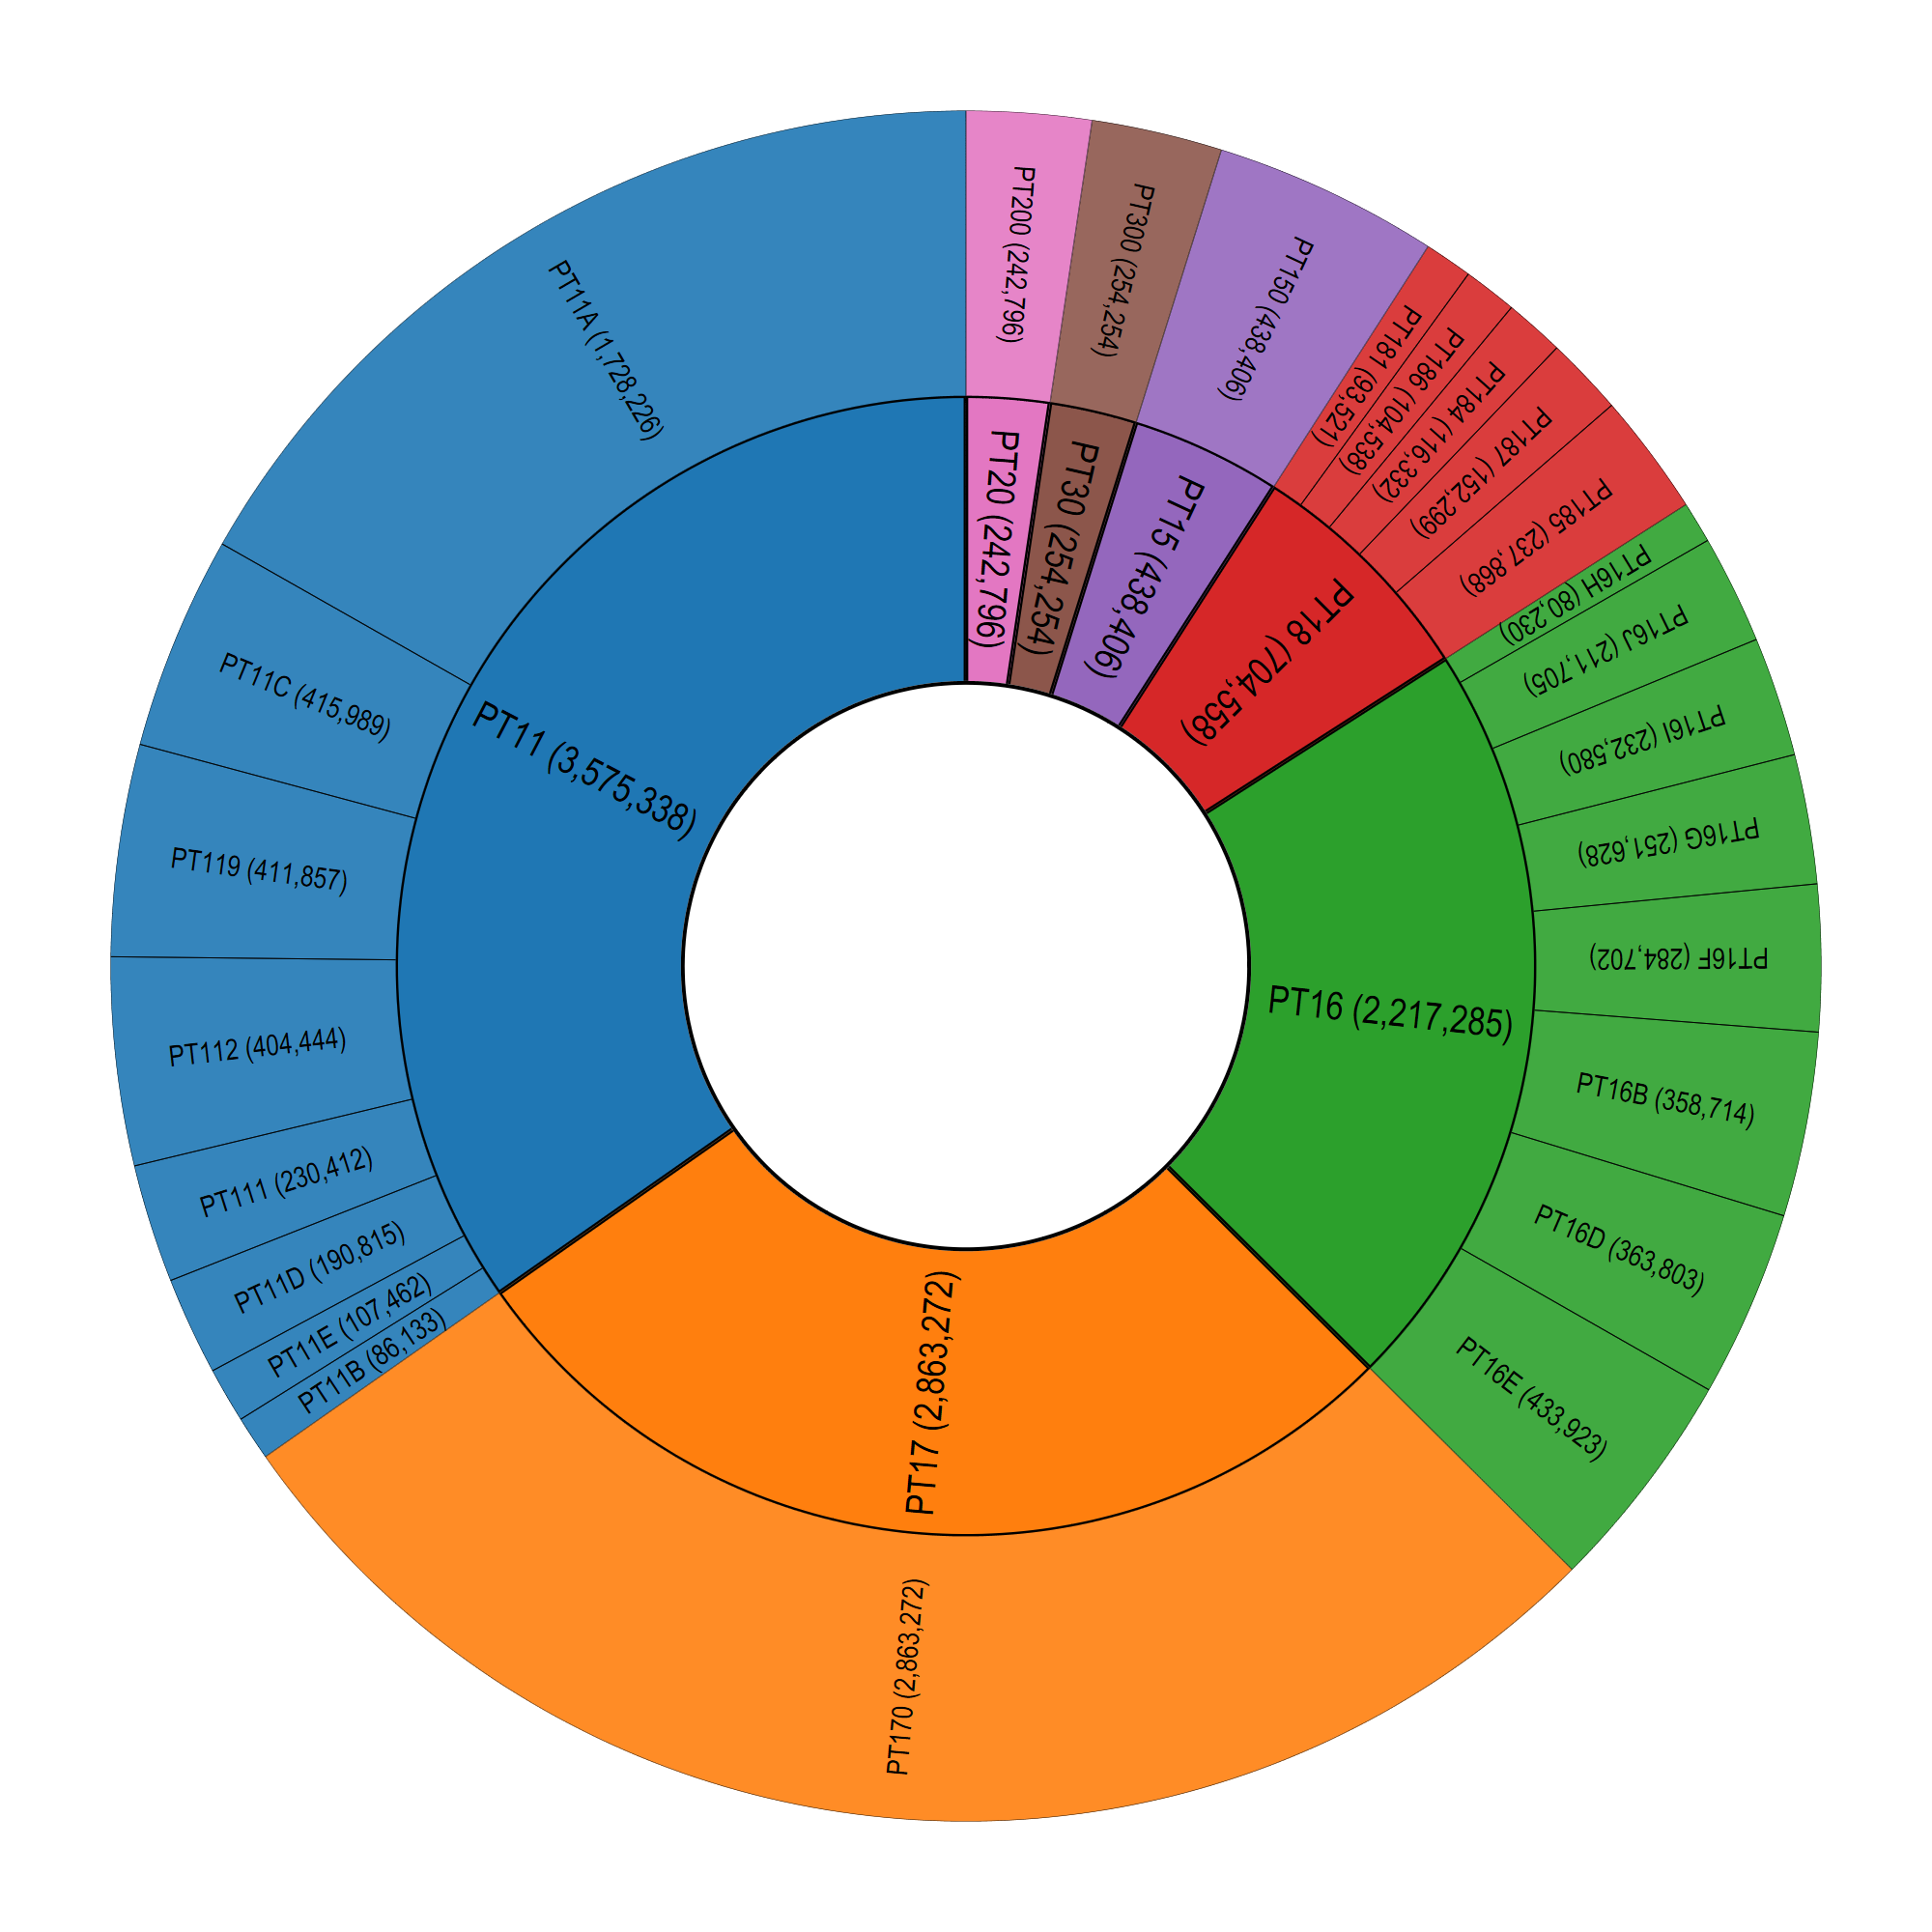 PT200 (242,796)
PT300 (254,254)
PT150 (438,406)
PT181 (93,521)
PT186 (104,538)
PT184 (116,332)
PT187 (152,299)
PT185 (237,868)
PT16H (80,230)
PT16J (211,705)
PT16I (232,580)
PT16G (251,628)
PT16F (284,702)
PT16B (358,714)
PT16D (363,803)
PT16E (433,923)
PT170 (2,863,272)
PT11B (86,133)
PT11E (107,462)
PT11D (190,815)
PT111 (230,412)
PT112 (404,444)
PT119 (411,857)
PT11C (415,989)
PT11A (1,728,226)
PT20 (242,796)
PT30 (254,254)
PT15 (438,406)
PT18 (704,558)
PT16 (2,217,285)
PT17 (2,863,272)
PT11 (3,575,338)